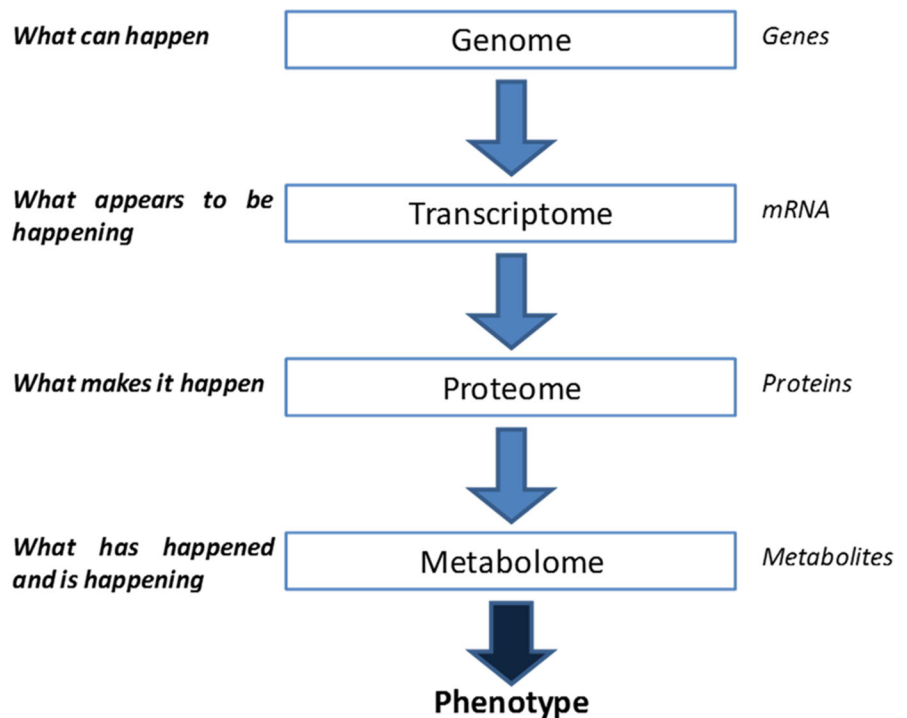 What can happen
Genome
Genes
What appears to be
happening
Transcriptome
mRNA
What makes it happen
Proteome
Proteins
What has happened
and is happening
Metabolome
Metabolites
Phenotype